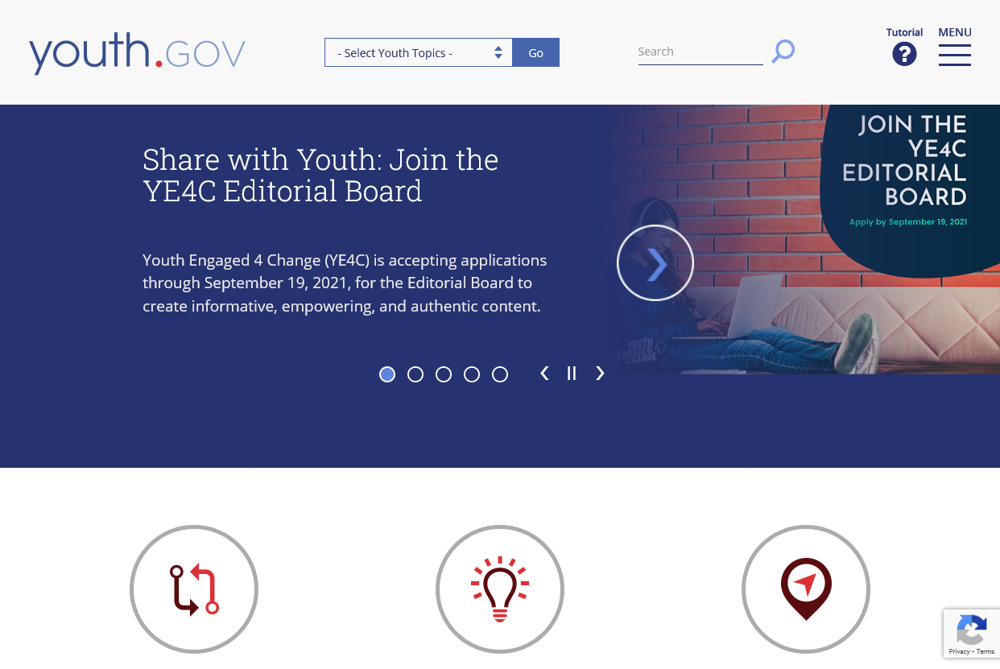 youth.GOV
- Select Youth Topics -
Go
Search
Tutorial
?
MENU
Share with Youth: Join the
YE4C Editorial Board
Youth Engaged 4 Change (YE4C) is accepting applications
through September 19, 2021, for the Editorial Board to
create informative, empowering, and authentic content.
JOIN THE
YE4C
EDITORIAL
BOARD
Apply by September 19, 2021
YOUTH
ENGAGED 4
CHANGE
Privacy - Terms